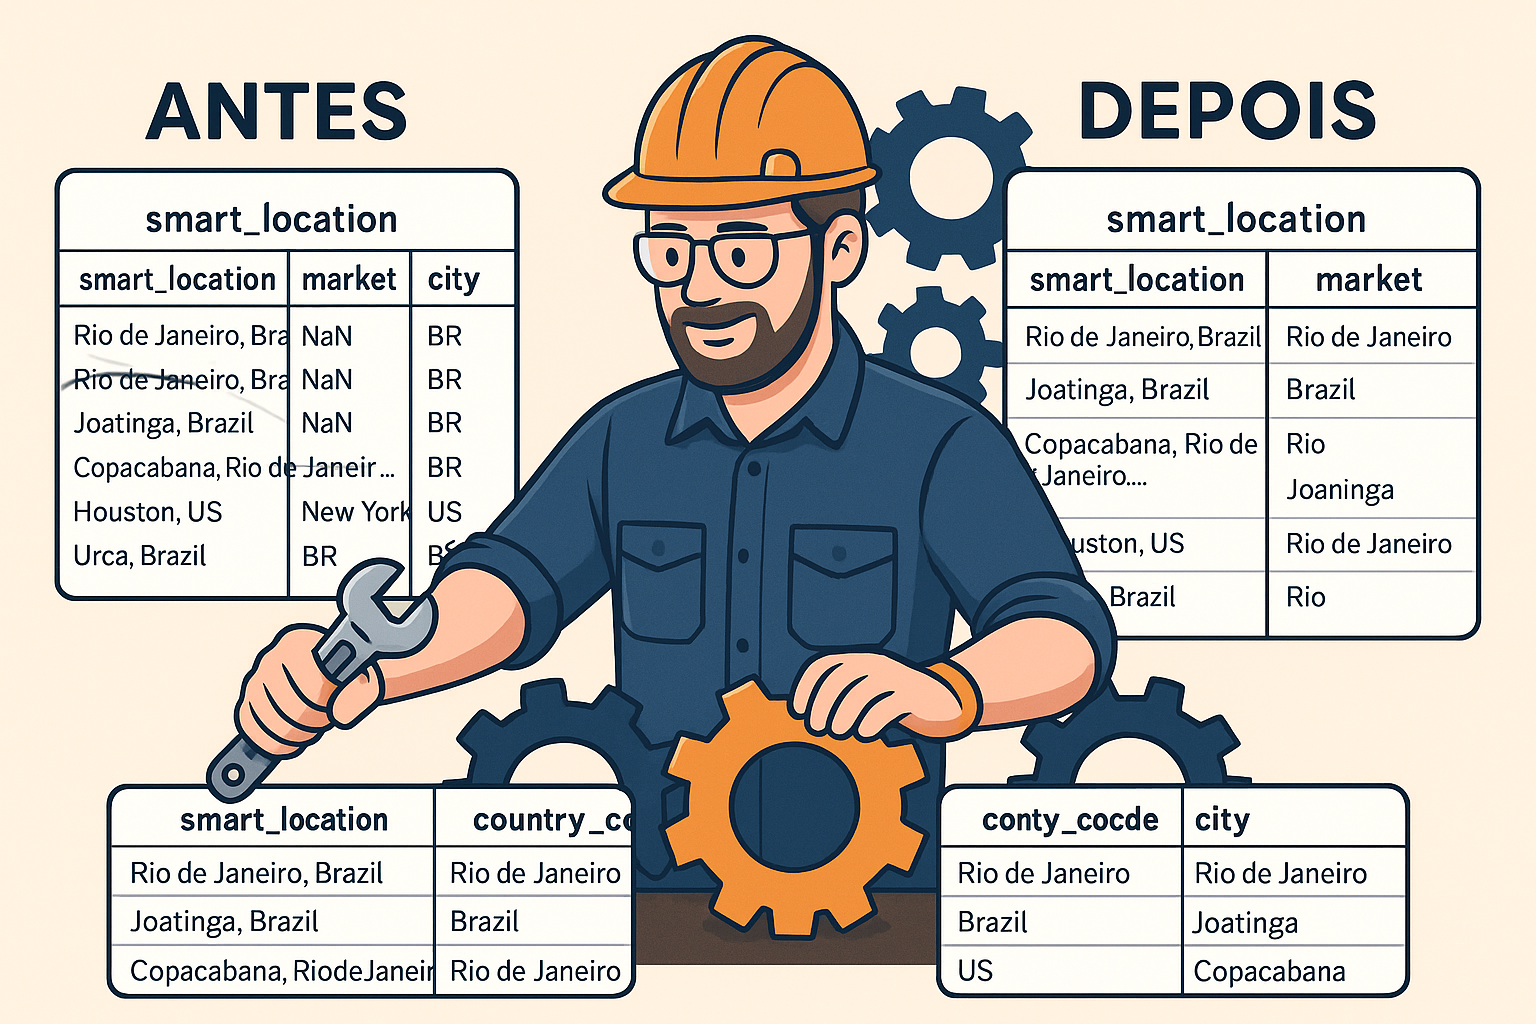 ANTES
DEPOIS
smart_location
smart_location market city
Rio de Janeiro, Bra NaN BR
Rio de Janeiro, Bra NaN BR
Joatinga, Brazil NaN BR
Copacabana, Rio de Janeir... BR
Houston, US New York US
Urca, Brazil BR
smart_location
smart_location market
Rio de Janeiro, Brazil Rio de Janeiro
Joatinga, Brazil Brazil
Copacabana, Rio de Rio
Janeiro.... Joaninga
uston, US Rio de Janeiro
Brazil Rio
smart_location country_co
Rio de Janeiro, Brazil Rio de Janeiro
Joatinga, Brazil Brazil
Copacabana, RiodeJaneir Rio de Janeiro
conty_cocde city
Rio de Janeiro Rio de Janeiro
Brazil Joatinga
US Copacabana